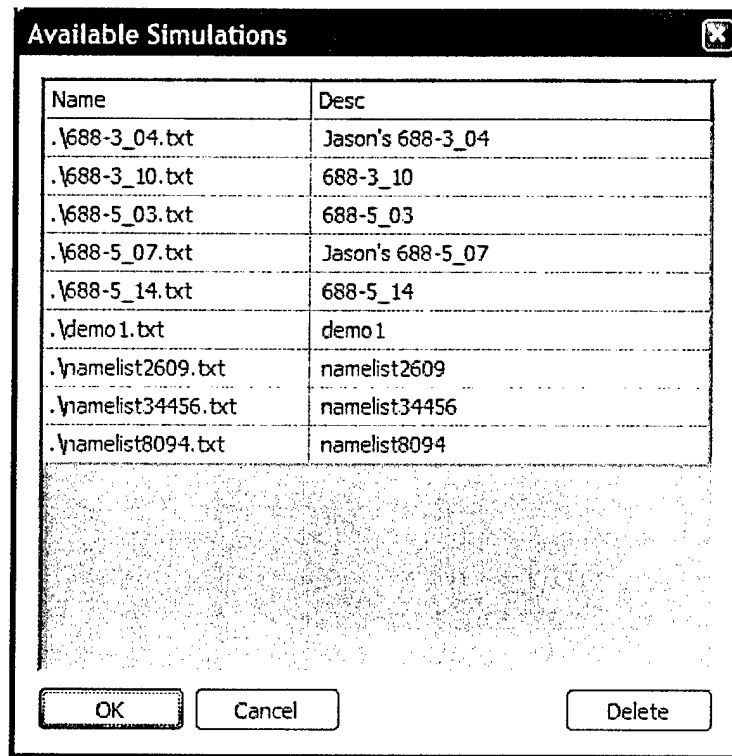 Available Simulations
Name Desc
.\688-3_04.txt Jason's 688-3_04
.\688-3_10.txt 688-3_10
.\688-5_03.txt 688-5_03
.\688-5_07.txt Jason's 688-5_07
.\688-5_14.txt 688-5_14
.\demo1.txt demo1
.\namelist2609.txt namelist2609
.\namelist34456.txt namelist34456
.\namelist8094.txt namelist8094
OK Cancel Delete